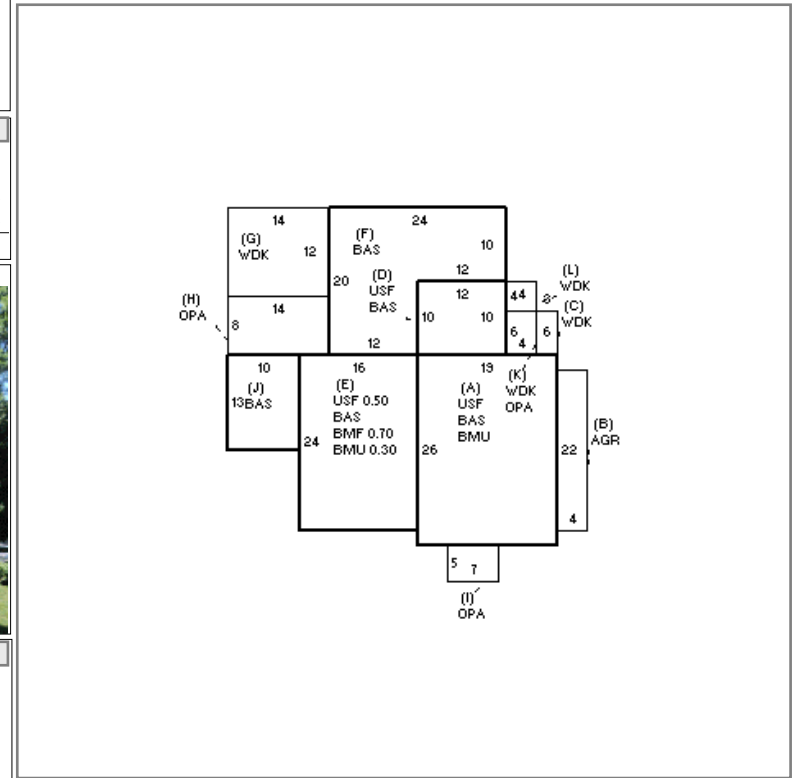 14
24
(G)
WDK
12
(F)
BAS
10
12
20
(D)
USF
BAS
12
10
10
44
(L)
WDK
(H)
OPA
14
8
12
6
4
6
(C)
WDK
10
(J)
13BAS
16
(E)
USF 0.50
BAS
BMF 0.70
BMU 0.30
24
19
(A)
USF
BAS
BMU
26
(K)
WDK
OPA
(B)
AGR
22
4
5
7
(I)
OPA